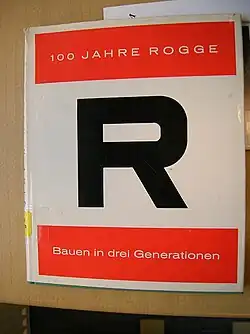 100 JAHRE ROGGE
R
Bauen in drei Generationen